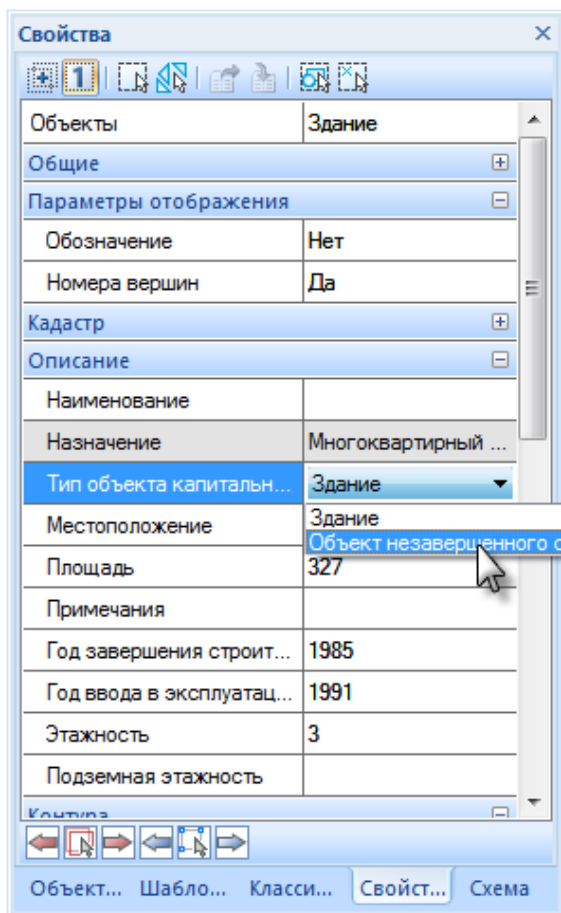 Свойства
1
Объекты Здание
Общие
Параметры отображения
Обозначение Нет
Номера вершин Да
Кадастр
Описание
Наименование
Назначение Многоквартирный ...
Тип объекта капитальн... Здание
Здание
Местоположение
Объект незавершенного с
Площадь 327
Примечания
Год завершения строит... 1985
Год ввода в эксплуатац... 1991
Этажность 3
Подземная этажность
Контура
Объект... Шабло... Класси... Свойст... Схема